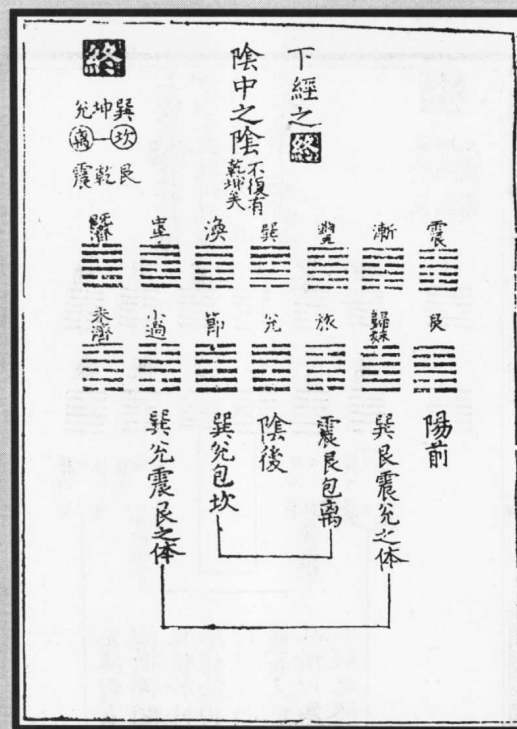 下經之終
陰中之陰不復有乾坤矣
終
巽坤兌
坎離
艮乾震
震
漸
豐
巽
渙
中孚
既濟
艮
歸妹
旅
兌
節
小過
未濟
陽前
巽艮震兌之体
震艮包离
陰後
巽兌包坎
巽兌震艮之体